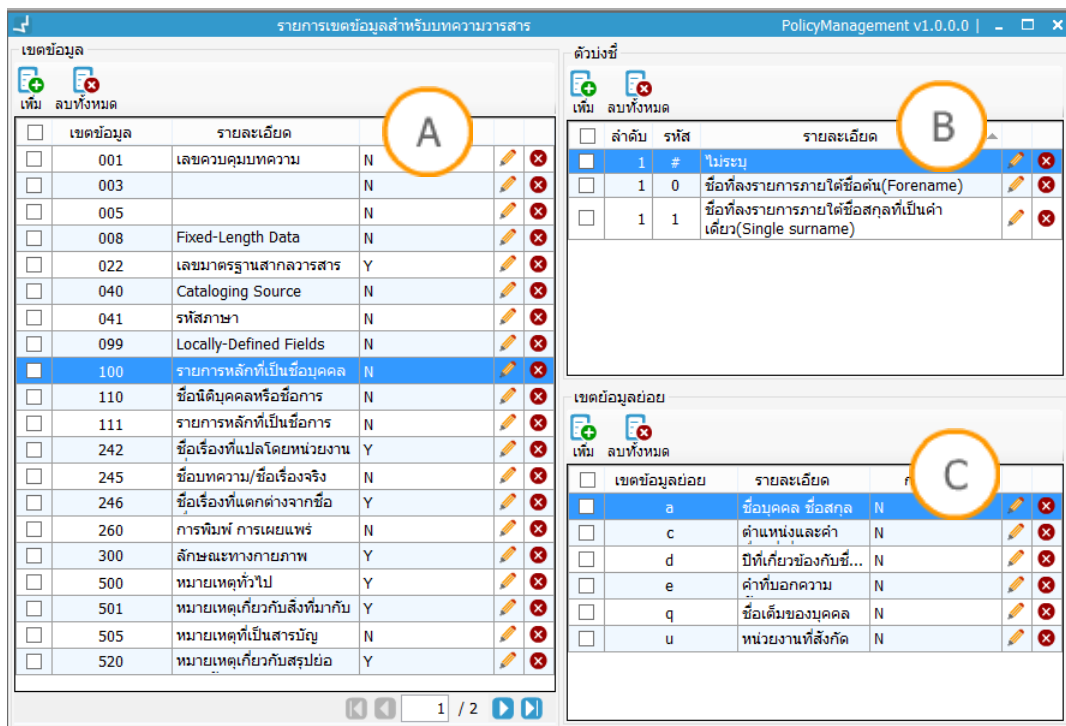 รายการเขตข้อมูลสำหรับบทความวารสาร PolicyManagement v1.0.0.0 |
เขตข้อมูล
เพิ่ม ลบทั้งหมด
A
เขตข้อมูล รายละเอียด
001 เลขควบคุมบทความ N
003 N
005 N
008 Fixed-Length Data N
022 เลขมาตรฐานสากลวารสาร Y
040 Cataloging Source N
041 รหัสภาษา N
099 Locally-Defined Fields N
100 รายการหลักที่เป็นชื่อบุคคล N
110 ชื่อนิติบุคคลหรือชื่อการ N
111 รายการหลักที่เป็นชื่อการ N
242 ชื่อเรื่องที่แปลโดยหน่วยงาน Y
245 ชื่อบทความ/ชื่อเรื่องจริง N
246 ชื่อเรื่องที่แตกต่างจากชื่อ Y
260 การพิมพ์ การเผยแพร่ N
300 ลักษณะทางกายภาพ Y
500 หมายเหตุทั่วไป Y
501 หมายเหตุเกี่ยวกับสิ่งที่มากับ Y
505 หมายเหตุที่เป็นสารบัญ N
520 หมายเหตุเกี่ยวกับสรุปย่อ Y
1 / 2
ตัวบ่งชี้
เพิ่ม ลบทั้งหมด
B
ลำดับ รหัส รายละเอียด
1 # ไม่ระบุ
1 0 ชื่อที่ลงรายการภายใต้ชื่อต้น(Forename)
1 1 ชื่อที่ลงรายการภายใต้ชื่อสกุลที่เป็นคำ
เดี่ยว(Single surname)
เขตย้อมูลย่อย
เพิ่ม ลบทั้งหมด
C
เขตข้อมูลย่อย รายละเอียด
a ชื่อบุคคล ชื่อสกุล N
c ตำแหน่งและคำ N
d ปีที่เกี่ยวข้องกับชื่... N
e คำที่บอกความ N
q ชื่อเต็มของบุคคล N
u หน่วยงานที่สังกัด N